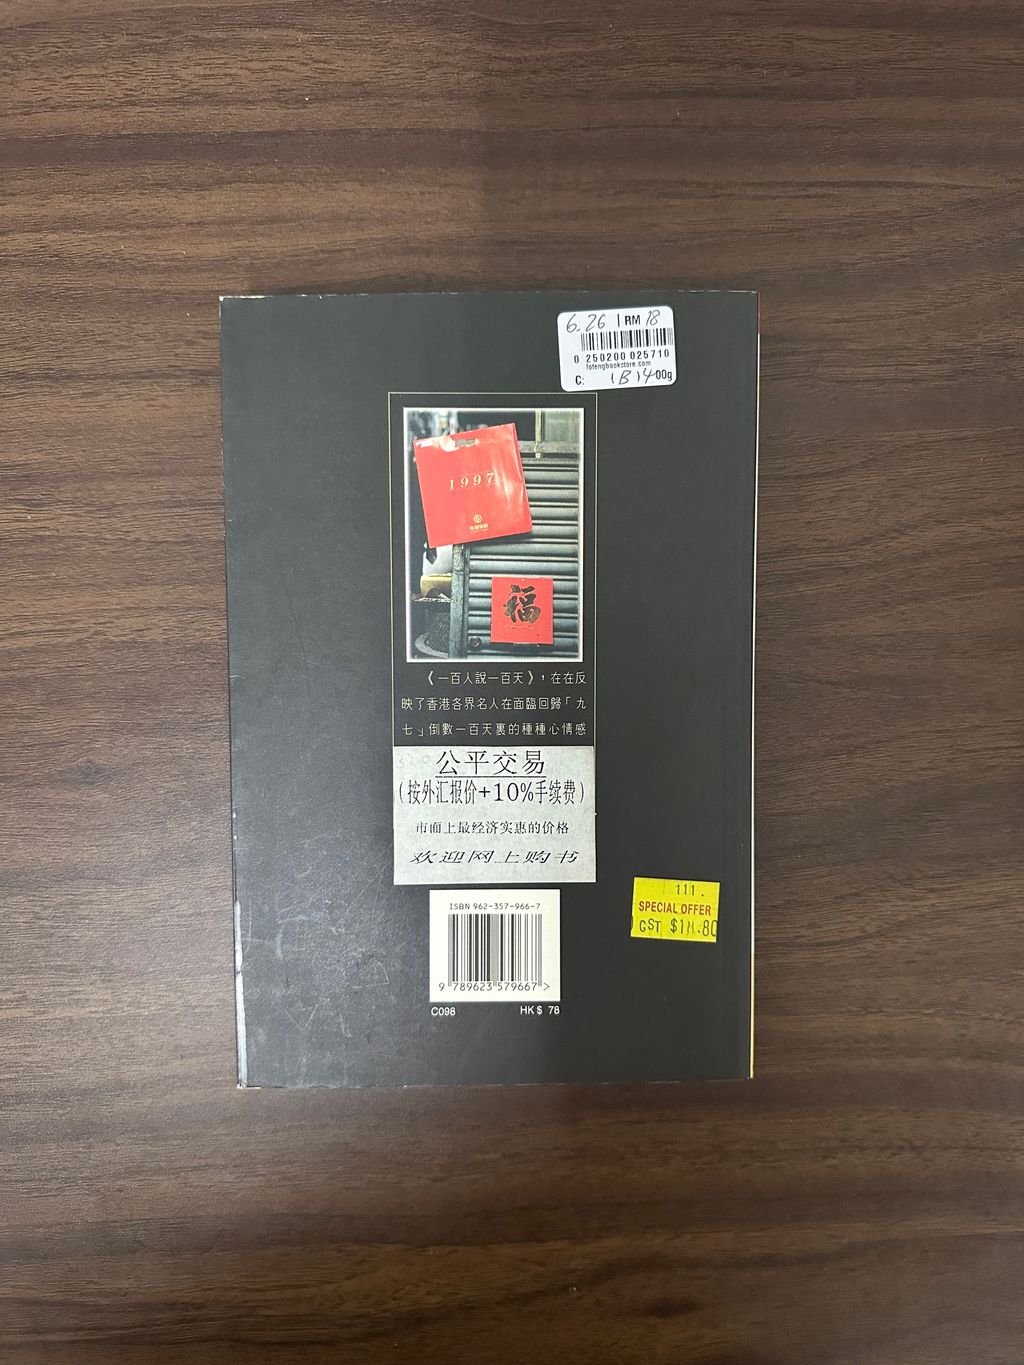 6.26 RM 18
0 250200 025710
lotengbookstore.com
C: (B) 400g
1997
福
《一百人說一百天》，在在反
映了香港各界名人在面臨回歸「九
七」倒數一百天裏的種種心情感
公平交易
(按外汇报价+10%手续费)
市面上最经济实惠的价格
欢迎网上购书
ISBN 962-357-966-7
9 789623 579667 >
C098 HK$ 78
111.
SPECIAL OFFER
GST $18.80